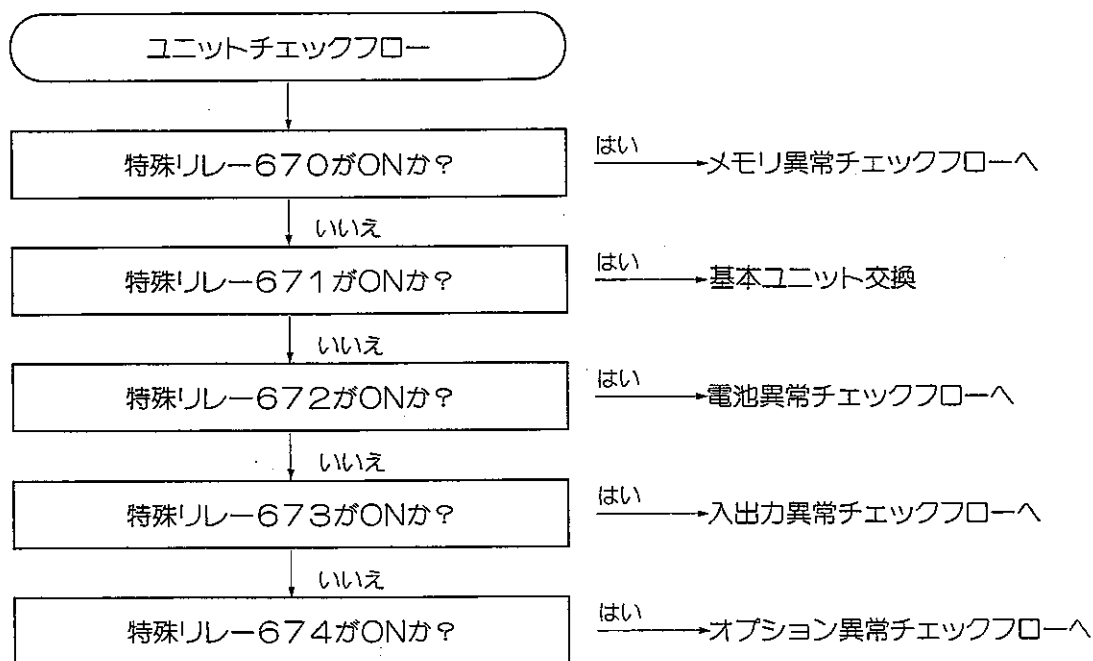 ユニットチェックフロー
特殊リレー670がONか？
はい
メモリ異常チェックフローへ
いいえ
特殊リレー671がONか？
はい
基本ユニット交換
いいえ
特殊リレー672がONか？
はい
電池異常チェックフローへ
いいえ
特殊リレー673がONか？
はい
入出力異常チェックフローへ
いいえ
特殊リレー674がONか？
はい
オプション異常チェックフローへ